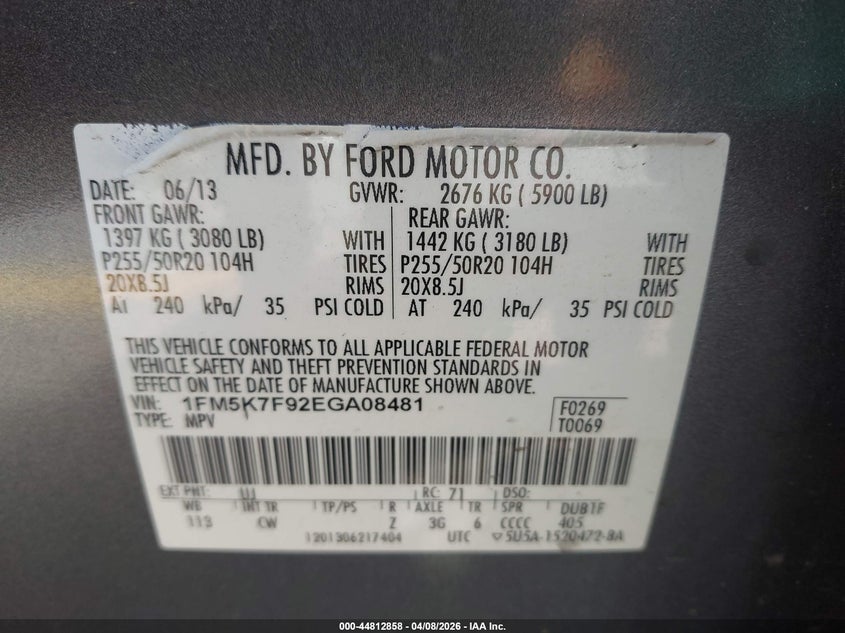 MFD. BY FORD MOTOR CO.
DATE: 06/13 GVWR: 2676 KG ( 5900 LB)
FRONT GAWR: REAR GAWR:
1397 KG ( 3080 LB) WITH 1442 KG ( 3180 LB) WITH
P255/50R20 104H TIRES P255/50R20 104H TIRES
20X8.5J RIMS 20X8.5J RIMS
AT 240 kPa/ 35 PSI COLD AT 240 kPa/ 35 PSI COLD
THIS VEHICLE CONFORMS TO ALL APPLICABLE FEDERAL MOTOR
VEHICLE SAFETY AND THEFT PREVENTION STANDARDS IN
EFFECT ON THE DATE OF MANUFACTURE SHOWN ABOVE.
VIN: 1FM5K7F92EGA08481 F0269
TYPE: MPV T0069
EXT PNT: UJ RC: 71 DSO:
WB INT TR TP/PS R AXLE TR SPR DUB1F
113 CW Z 3G 6 CCCC 405
1201306217404 UTC ▽5U5A-1520472-8A
000-44812858 - 04/08/2026 - IAA Inc.